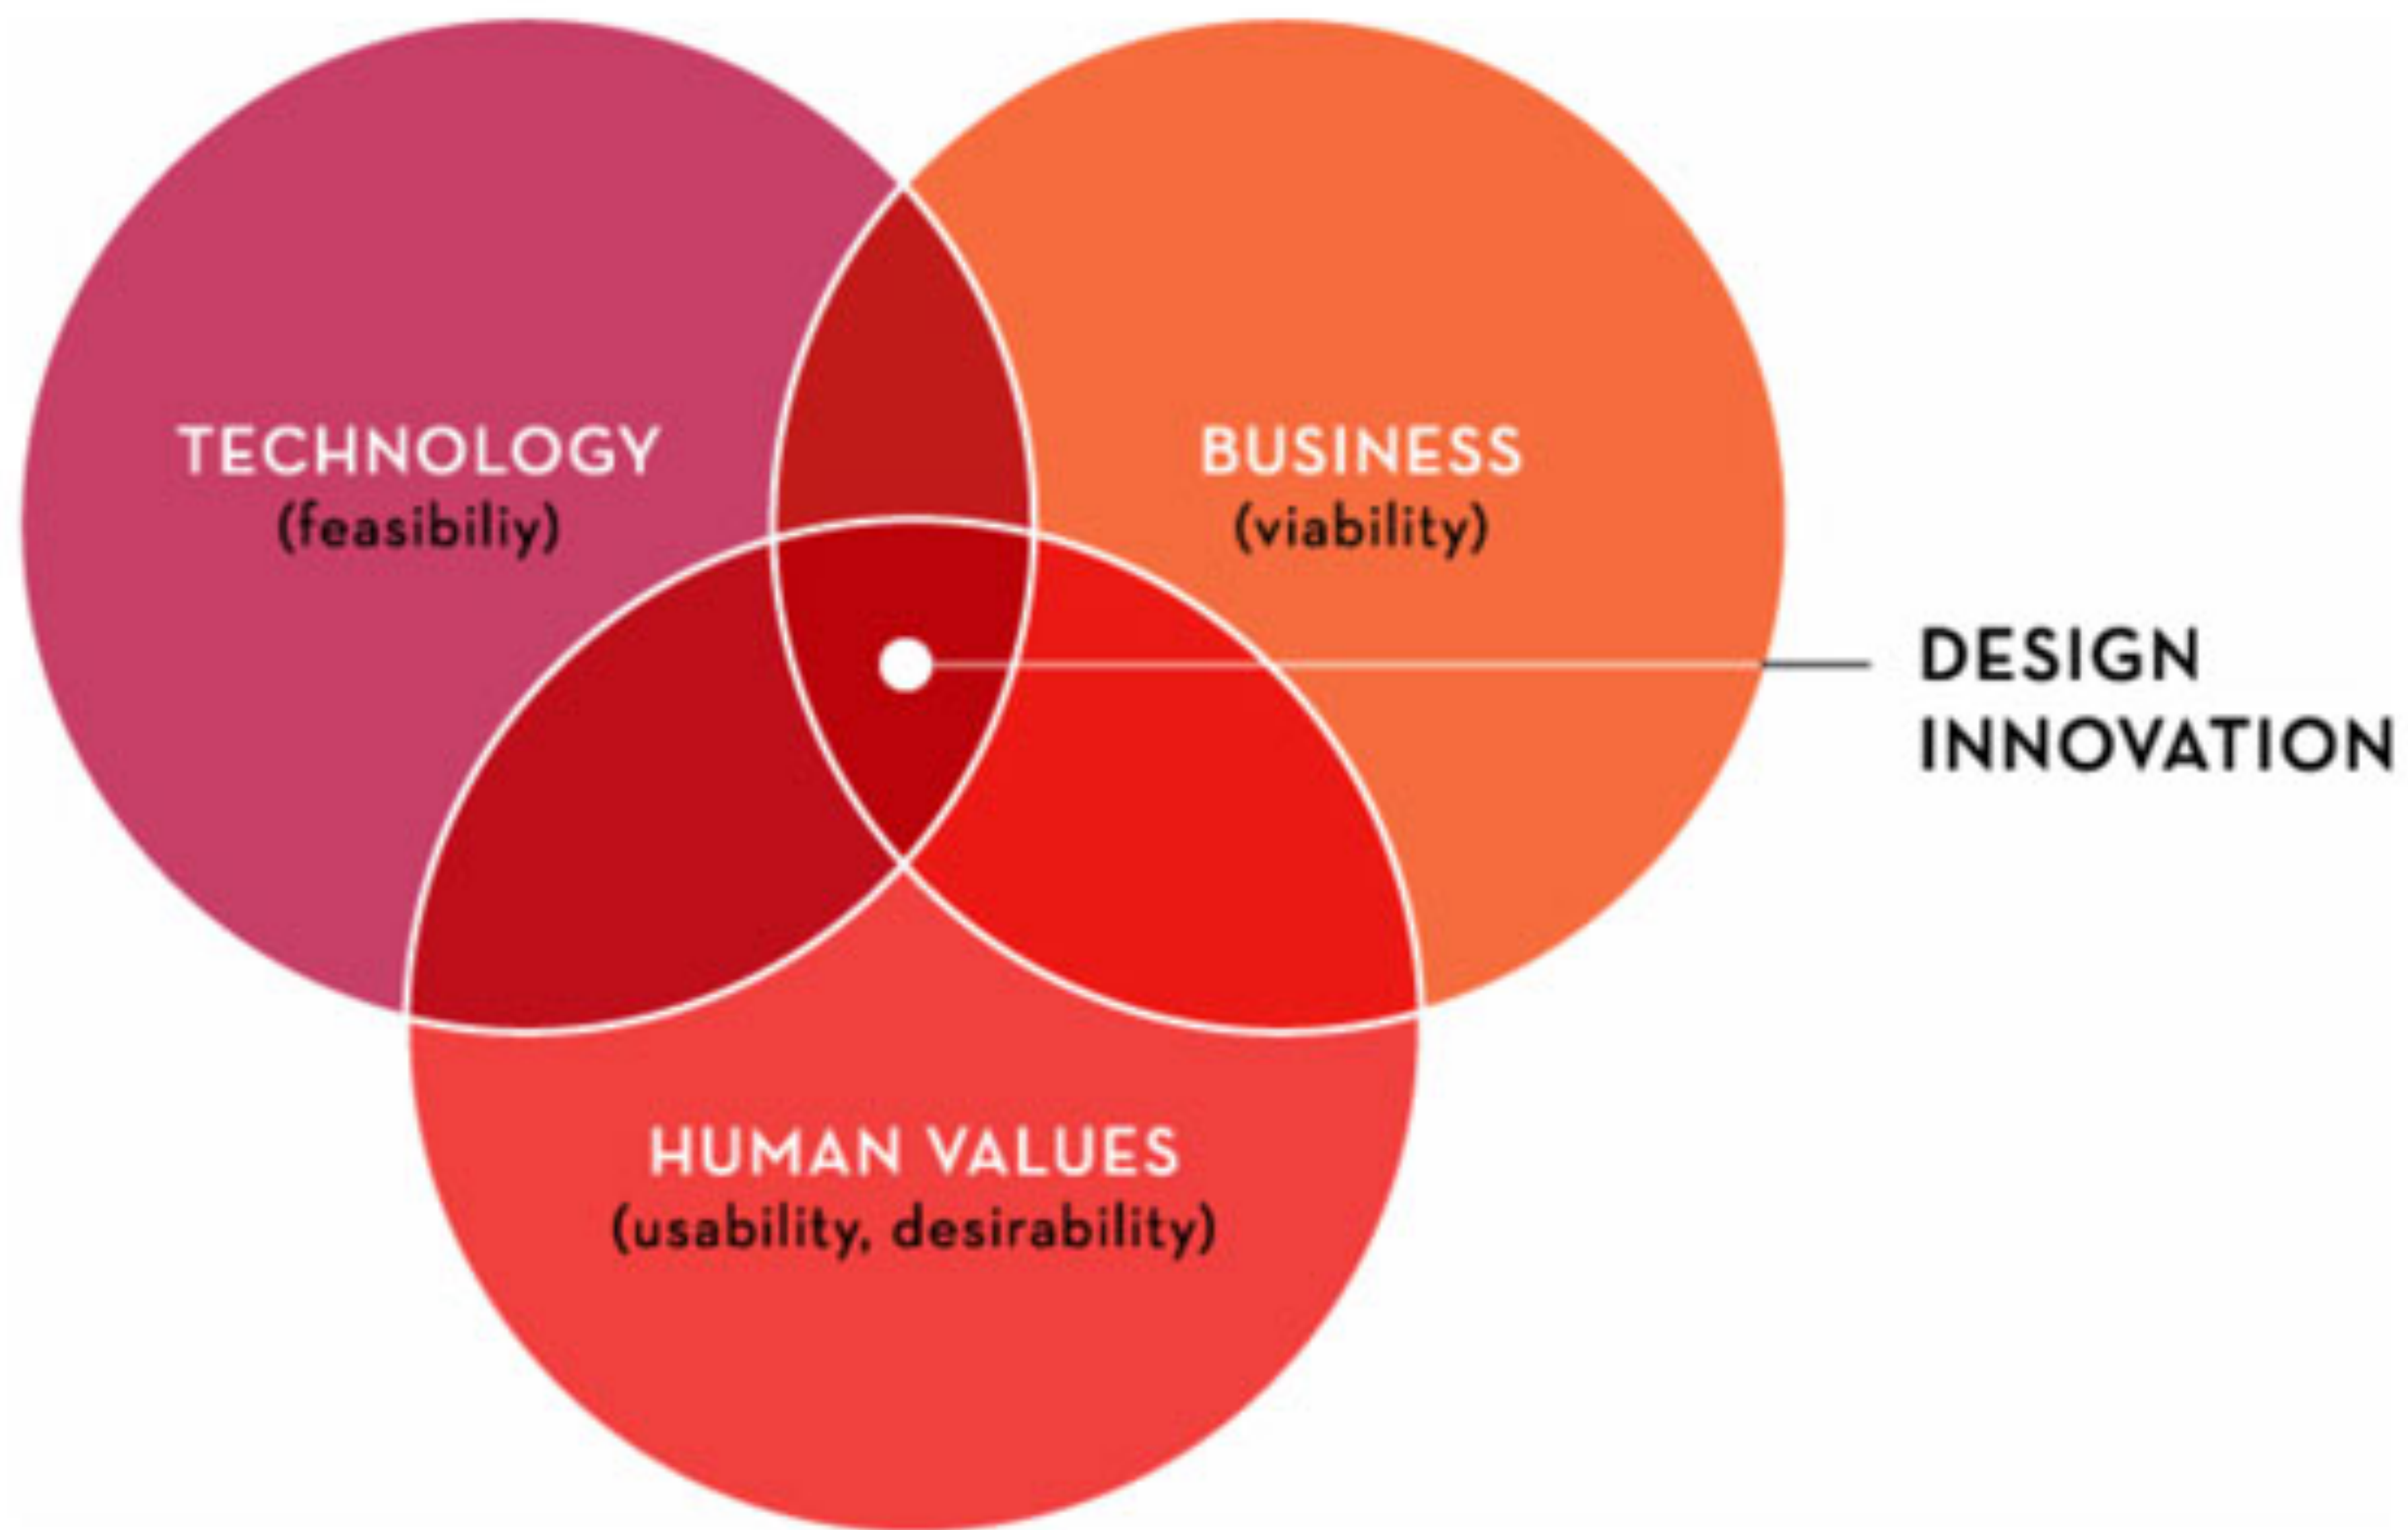 TECHNOLOGY
(feasibiliy)
BUSINESS
(viability)
DESIGN
INNOVATION
HUMAN VALUES
(usability, desirability)